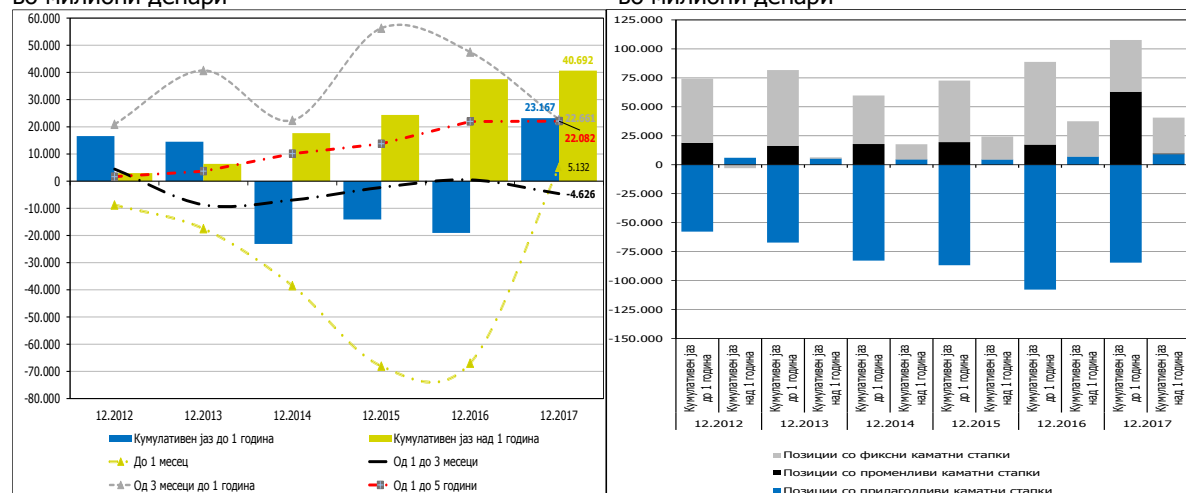 во милиони денари
во милиони денари
60.000
50.000
40.000
30.000
20.000
10.000
0
-10.000
-20.000
-30.000
-40.000
-50.000
-60.000
-70.000
-80.000
40.692
23.167
22.661
22.082
5.132
-4.626
12.2012
12.2013
12.2014
12.2015
12.2016
12.2017
Кумулативен јаз до 1 година
Кумулативен јаз над 1 година
До 1 месец
Од 1 до 3 месеци
Од 3 месеци до 1 година
Од 1 до 5 години
125.000
100.000
75.000
50.000
25.000
0
-25.000
-50.000
-75.000
-100.000
-125.000
-150.000
Кумулативен јаз до 1 година
Кумулативен јаз над 1 година
Кумулативен јаз до 1 година
Кумулативен јаз над 1 година
Кумулативен јаз до 1 година
Кумулативен јаз над 1 година
Кумулативен јаз до 1 година
Кумулативен јаз над 1 година
Кумулативен јаз до 1 година
Кумулативен јаз над 1 година
Кумулативен јаз до 1 година
Кумулативен јаз над 1 година
12.2012
12.2013
12.2014
12.2015
12.2016
12.2017
Позиции со фиксни каматни стапки
Позиции со променливи каматни стапки
Позиции со прилагодливи каматни стапки